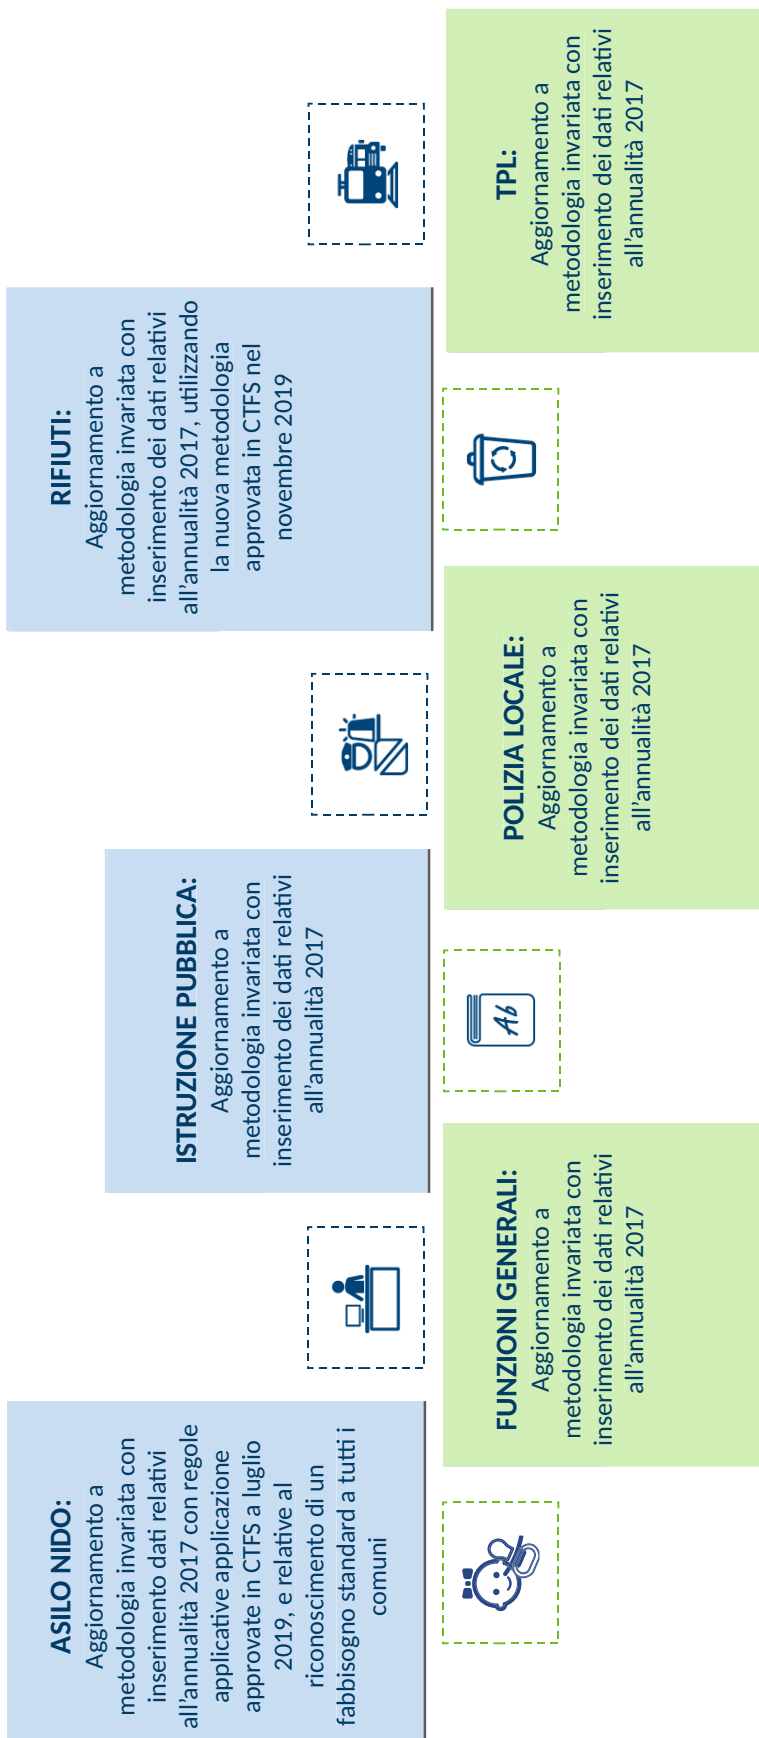 ASILO NIDO:
Aggiornamento a
metodologia invariata con
inserimento dei dati relativi
all'annualità 2017 con regole
applicative applicazione
approvate in CTFS a luglio
2019, e relative al
riconoscimento di un
fabbisogno standard a tutti i
comuni
FUNZIONI GENERALI:
Aggiornamento a
metodologia invariata con
inserimento dei dati relativi
all'annualità 2017
ISTRUZIONE PUBBLICA:
Aggiornamento a
metodologia invariata con
inserimento dei dati relativi
all'annualità 2017
Ab
POLIZIA LOCALE:
Aggiornamento a
metodologia invariata con
inserimento dei dati relativi
all'annualità 2017
RIFIUTI:
Aggiornamento a
metodologia invariata con
inserimento dei dati relativi
all'annualità 2017, utilizzando
la nuova metodologia
approvata in CTFS nel
novembre 2019
TPL:
Aggiornamento a
metodologia invariata con
inserimento dei dati relativi
all'annualità 2017